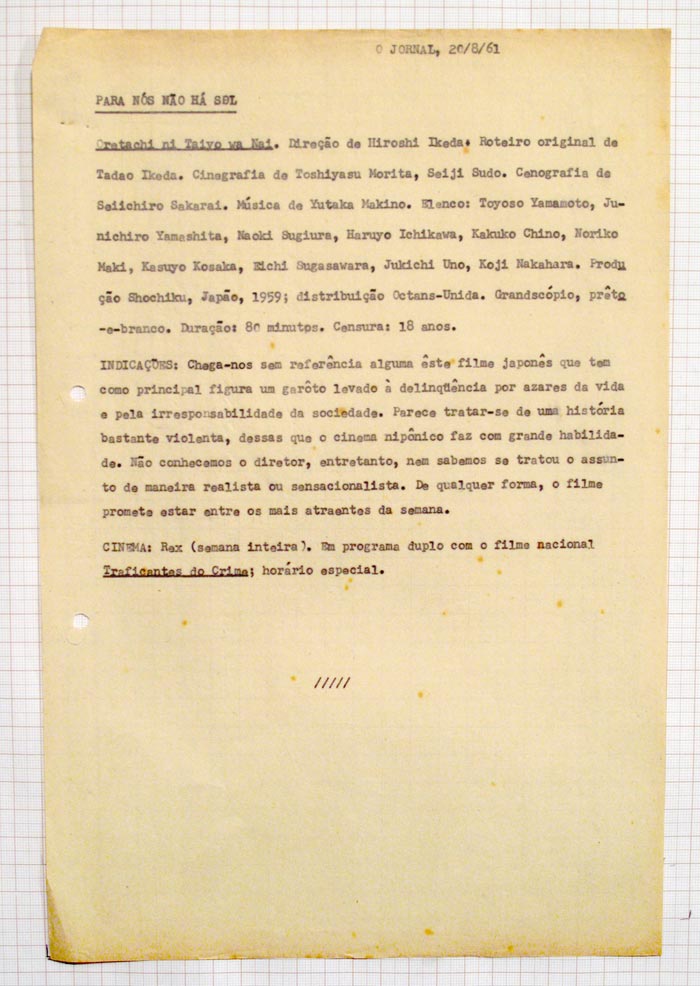 O JORNAL, 20/8/61
PARA NÓS NÃO HÁ SOL
Oretachi ni Taiyo wa Nai. Direção de Hiroshi Ikeda. Roteiro original de
Tadao Ikeda. Cinegrafia de Toshiyasu Morita, Seiji Sudo. Cenografia de
Seiichiro Sakarai. Música de Yutaka Makino. Elenco: Toyoso Yamamoto, Ju-
nichiro Yamashita, Naoki Sugiura, Haruyo Ichikawa, Kakuko Chino, Noriko
Maki, Kasuyo Kosaka, Eichi Sugasawara, Jukichi Uno, Koji Nakahara. Produ
ção Shochiku, Japão, 1959; distribuição Octans-Unida. Grandscópio, prêto
-e-branco. Duração: 80 minutos. Censura: 18 anos.
INDICAÇÕES: Chega-nos sem referência alguma êste filme japonês que tem
como principal figura um garôto levado à delinqüência por azares da vida
e pela irresponsabilidade da sociedade. Parece tratar-se de uma história
bastante violenta, dessas que o cinema nipônico faz com grande habilida-
de. Não conhecemos o diretor, entretanto, nem sabemos se tratou o assun-
to de maneira realista ou sensacionalista. De qualquer forma, o filme
promete estar entre os mais atraentes da semana.
CINEMA: Rex (semana inteira). Em programa duplo com o filme nacional
Traficantes do Crime; horário especial.
/////